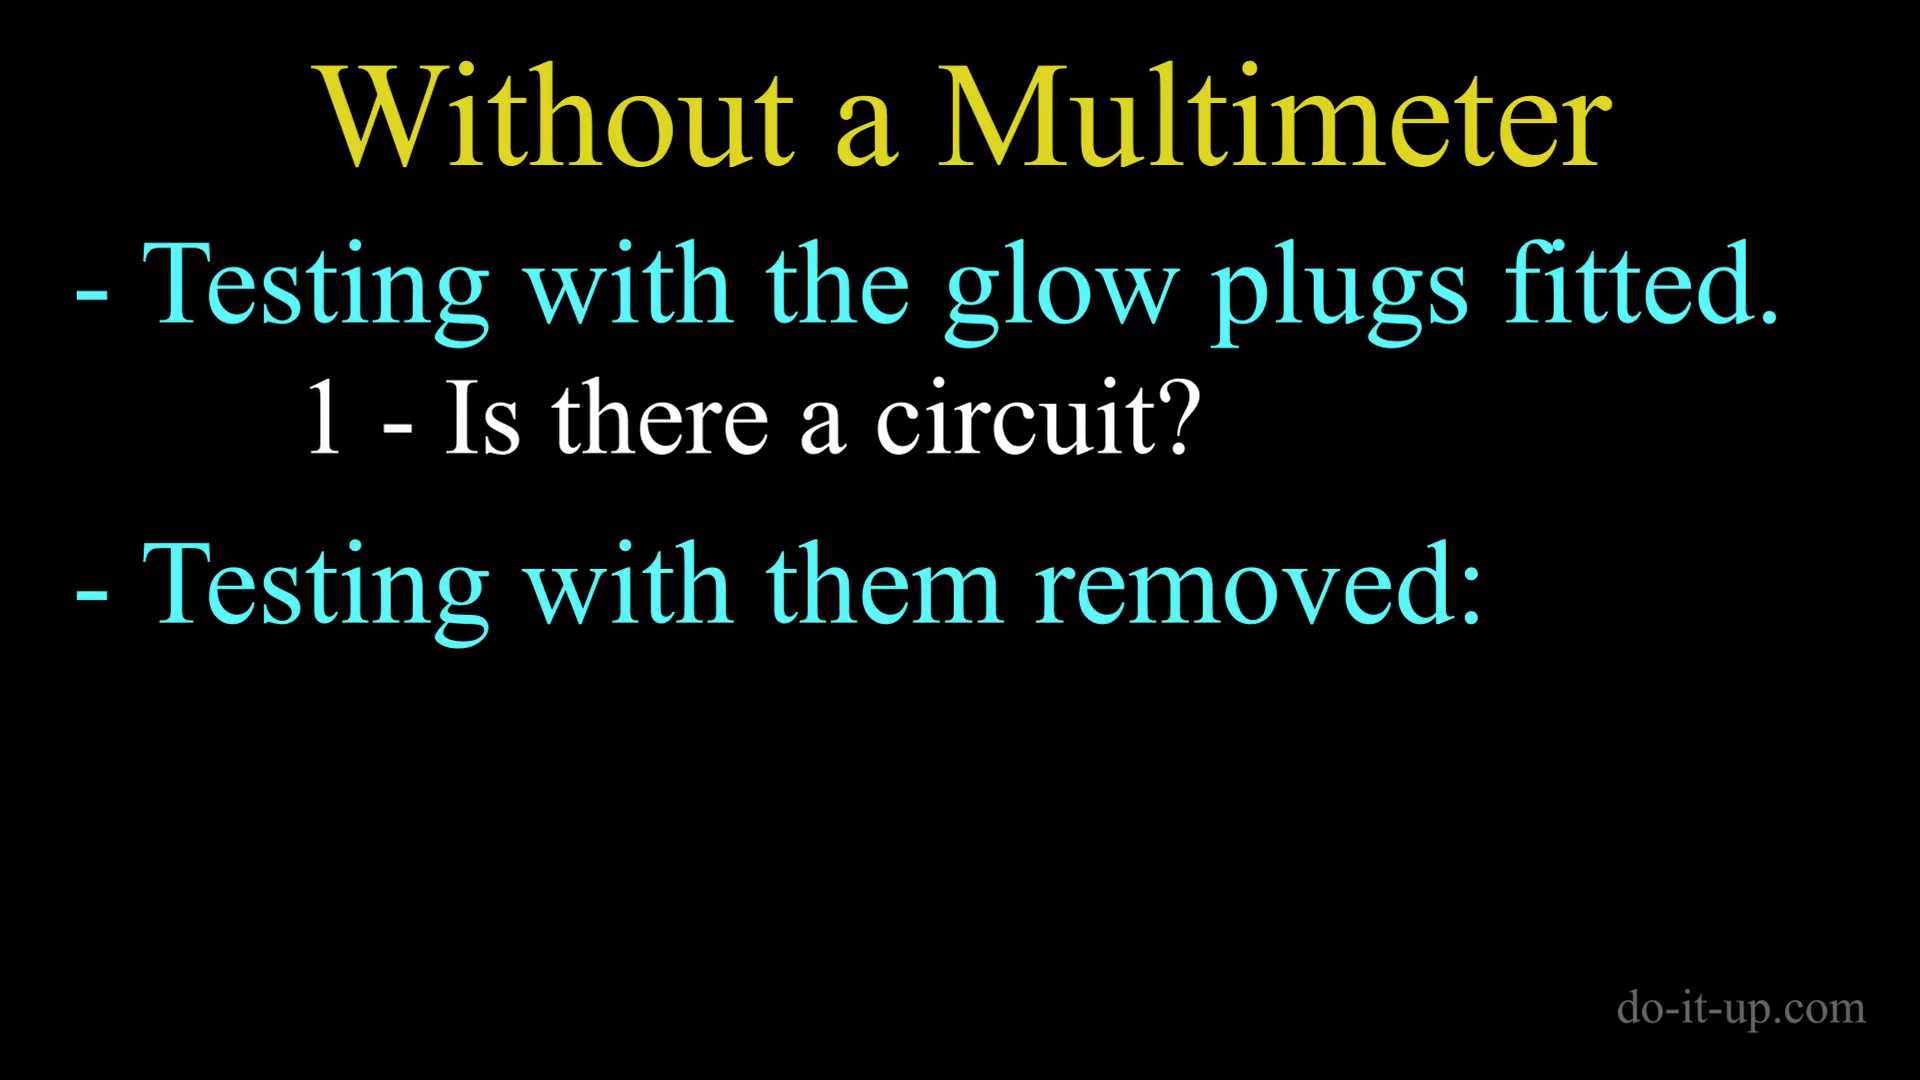 Without a Multimeter
- Testing with the glow plugs fitted.
1 - Is there a circuit?
- Testing with them removed:
do-it-up.com